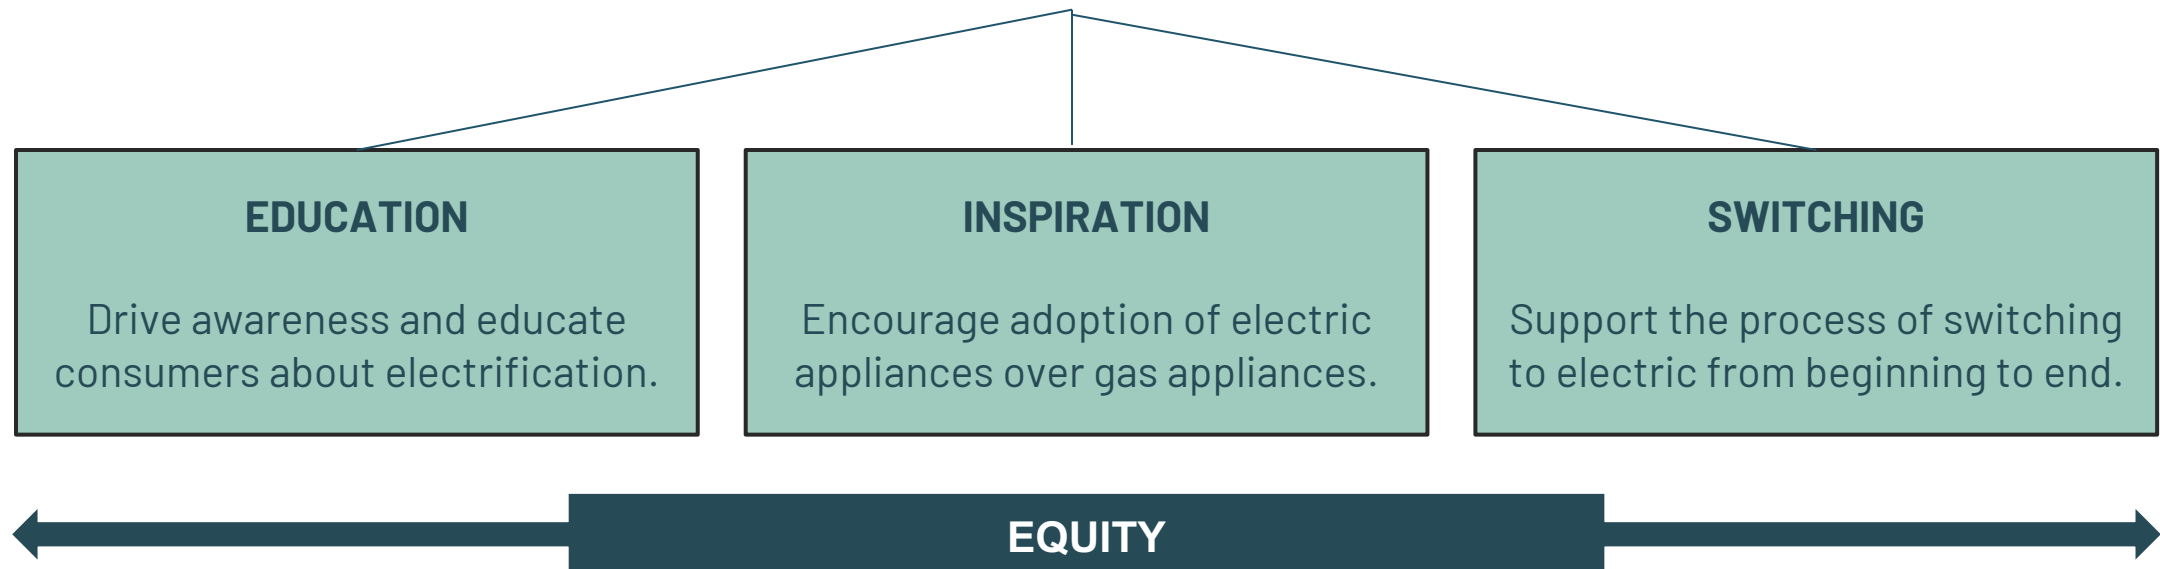 EDUCATION
Drive awareness and educate
consumers about electrification.
INSPIRATION
Encourage adoption of electric
appliances over gas appliances.
SWITCHING
Support the process of switching
to electric from beginning to end.
EQUITY